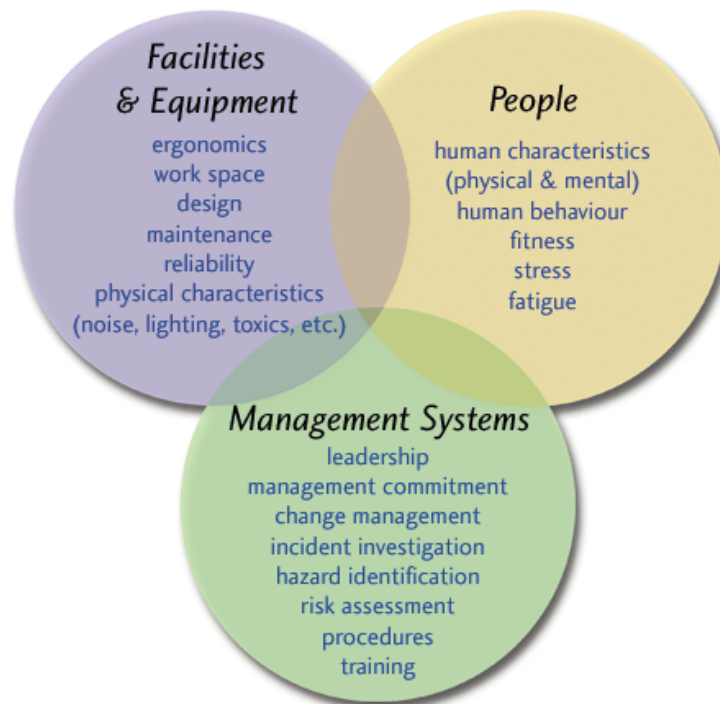 Facilities
& Equipment
ergonomics
work space
design
maintenance
reliability
physical characteristics
(noise, lighting, toxics, etc.)
People
human characteristics
(physical & mental)
human behaviour
fitness
stress
fatigue
Management Systems
leadership
management commitment
change management
incident investigation
hazard identification
risk assessment
procedures
training